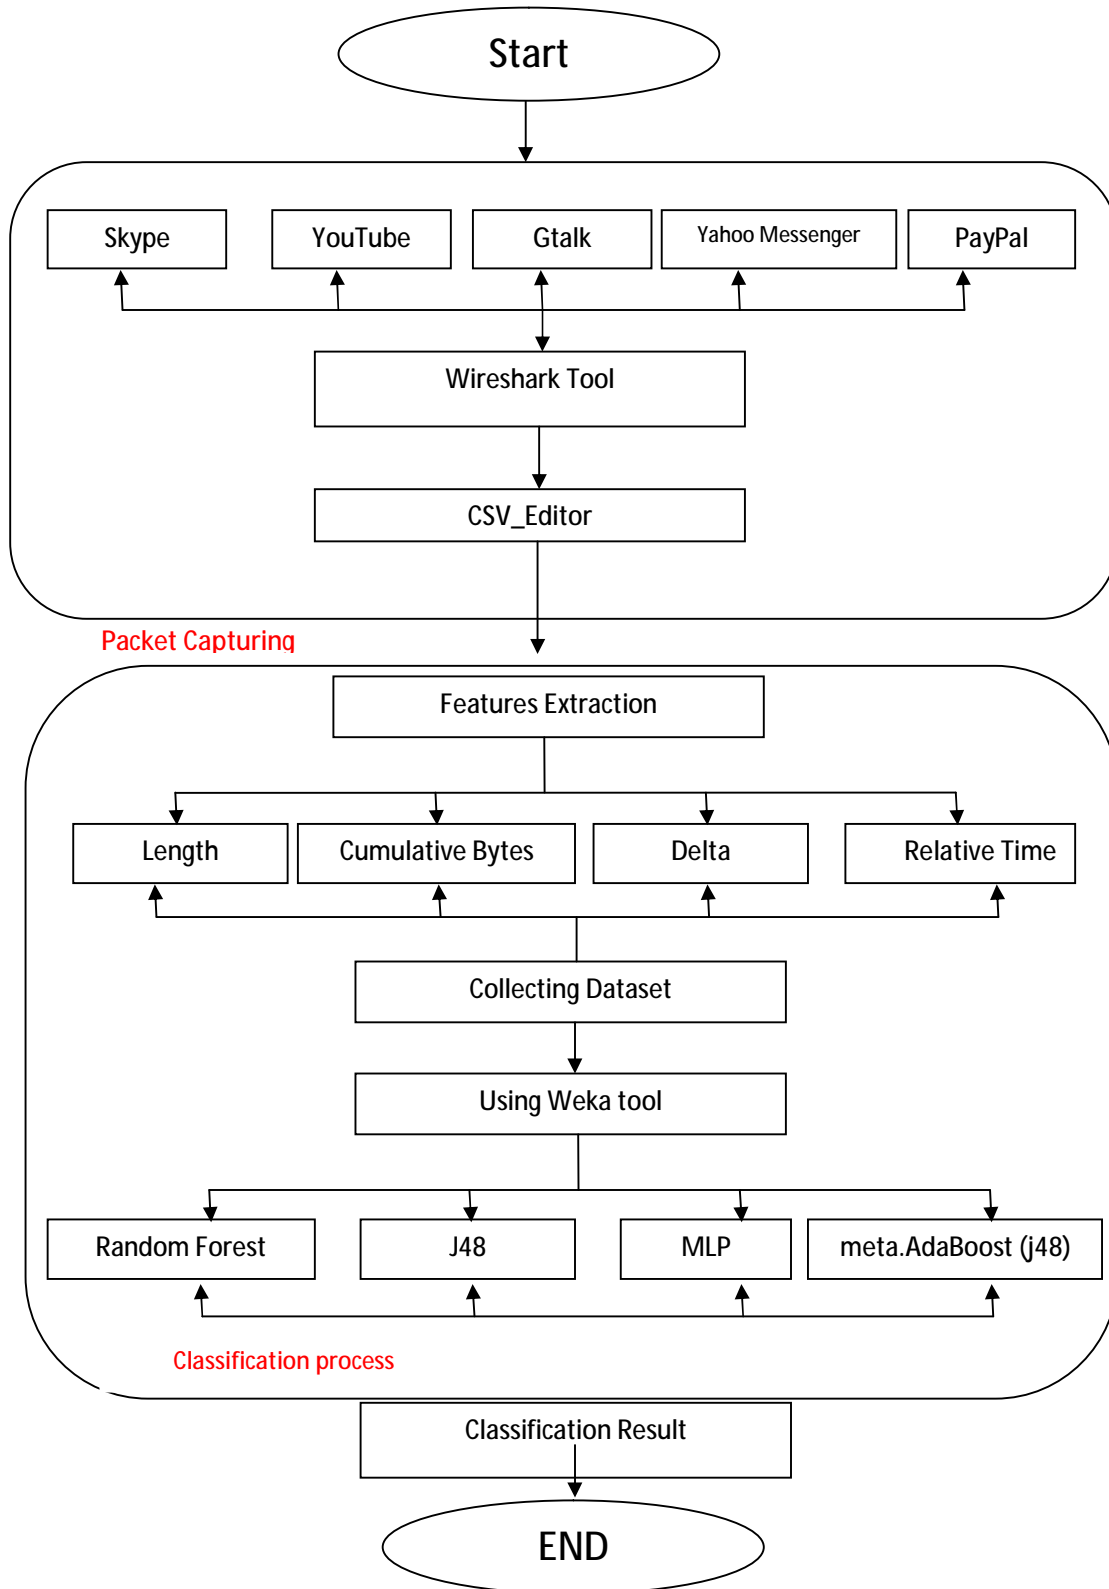 Start
Skype
YouTube
Gtalk
Yahoo Messenger
PayPal
Wireshark Tool
CSV_Editor
Packet Capturing
Features Extraction
Length
Cumulative Bytes
Delta
Relative Time
Collecting Dataset
Using Weka tool
Random Forest
J48
MLP
meta.AdaBoost (j48)
Classification process
Classification Result
END